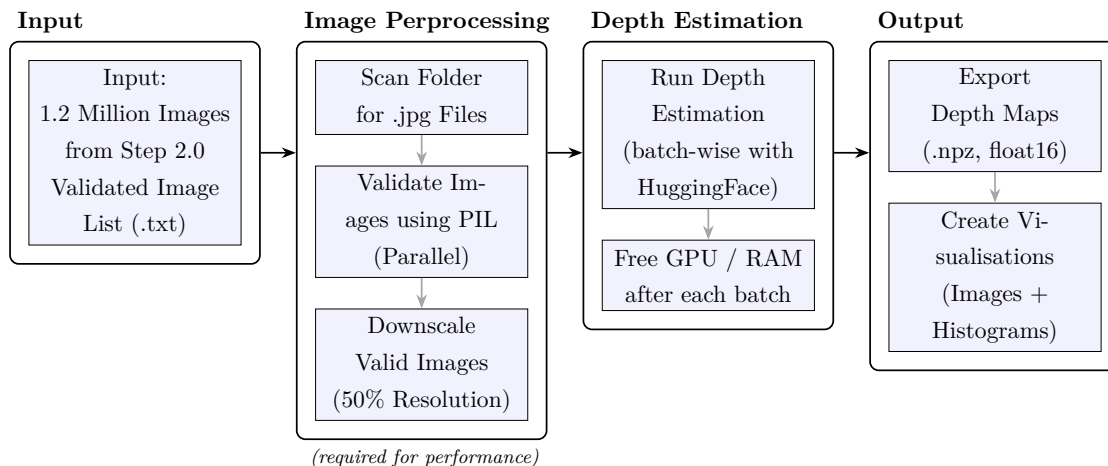 Input
Input:
1.2 Million Images
from Step 2.0
Validated Image
List (.txt)
Image Perprocessing
Scan Folder
for .jpg Files
Validate Im-
ages using PIL
(Parallel)
Downscale
Valid Images
(50% Resolution)
(required for performance)
Depth Estimation
Run Depth
Estimation
(batch-wise with
HuggingFace)
Free GPU / RAM
after each batch
Output
Export
Depth Maps
(.npz, float16)
Create Vi-
sualisations
(Images +
Histograms)